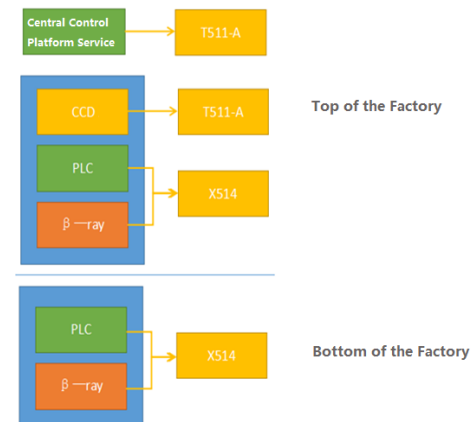 Central Control
Platform Service
T511-A
CCD
T511-A
Top of the Factory
PLC
X514
β —ray
PLC
X514
Bottom of the Factory
β —ray